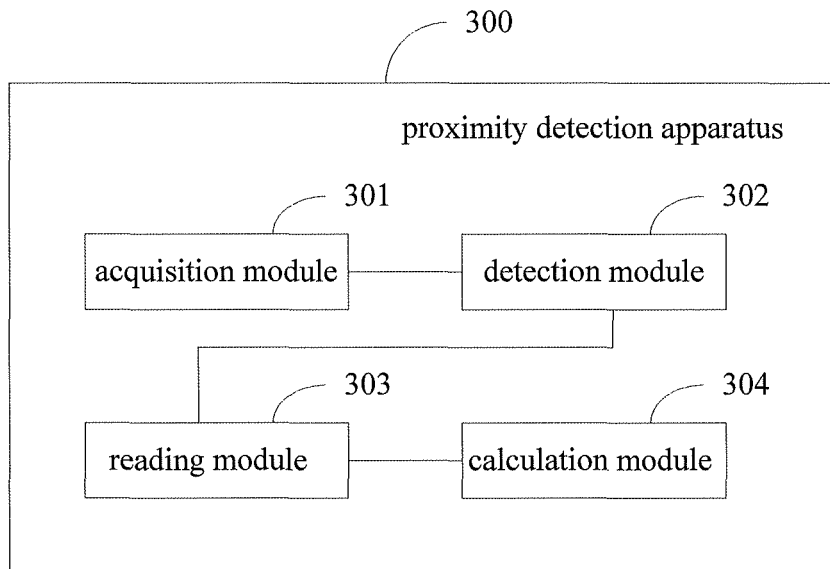 300
proximity detection apparatus
301
302
acquisition module
detection module
303
304
reading module
calculation module